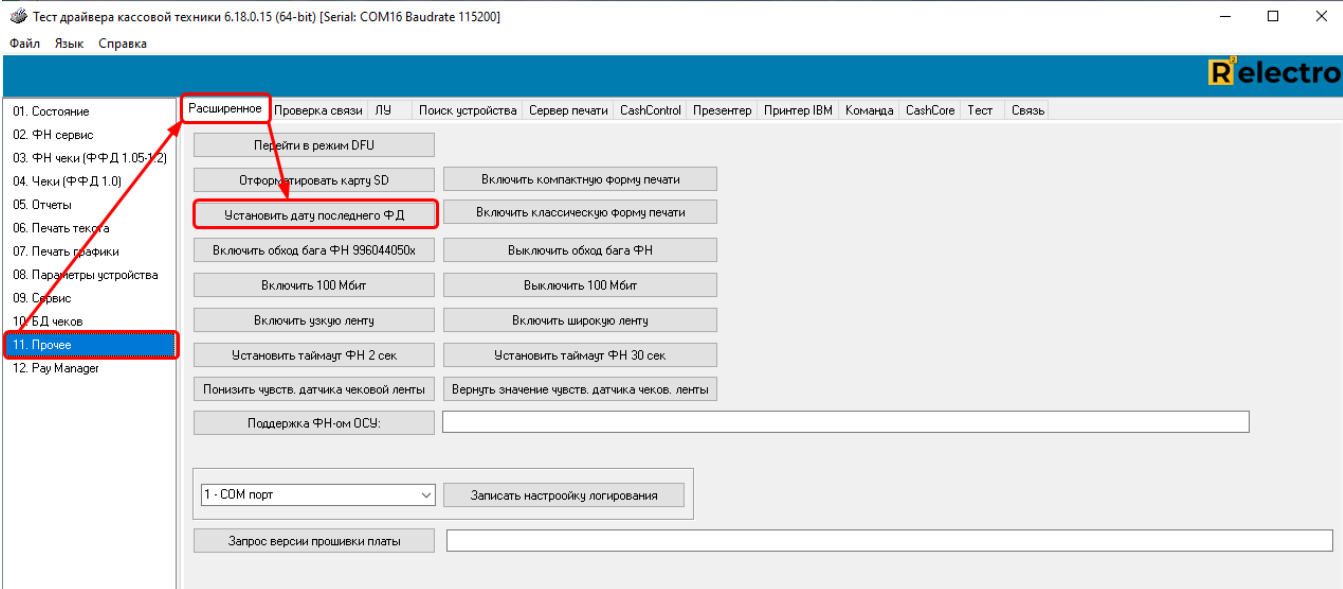 Тест драйвера кассовой техники 6.18.0.15 (64-bit) [Serial: COM16 Baudrate 115200]
Файл Язык Справка
R2electro
01. Состояние
02. ФН сервис
03. ФН чеки (ФФД 1.05-1.2)
04. Чеки (ФФД 1.0)
05. Отчеты
06. Печать текста
07. Печать графики
08. Параметры устройства
09. Сервис
10. БД чеков
11. Прочее
12. Pay Manager
Расширенное Проверка связи ЛУ Поиск устройства Сервер печати CashControl Презентер Принтер IBM Команда CashCore Тест Связь
Перейти в режим DFU
Отформатировать карту SD Включить компактную форму печати
Установить дату последнего ФД Включить классическую форму печати
Включить обход бага ФН 996044050x Выключить обход бага ФН
Включить 100 Мбит Выключить 100 Мбит
Включить узкую ленту Включить широкую ленту
Установить таймаут ФН 2 сек Установить таймаут ФН 30 сек
Понизить чувств. датчика чековой ленты Вернуть значение чувств. датчика чеков. ленты
Поддержка ФН-ом ОСУ:
1 - COM порт Записать настроойку логирования
Запрос версии прошивки платы